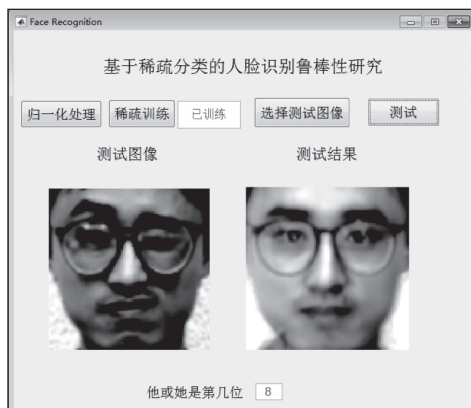 Face Recognition
基于稀疏分类的人脸识别鲁棒性研究
归一化处理 稀疏训练 已训练 选择测试图像 测试
测试图像 测试结果
他或她是第几位 8